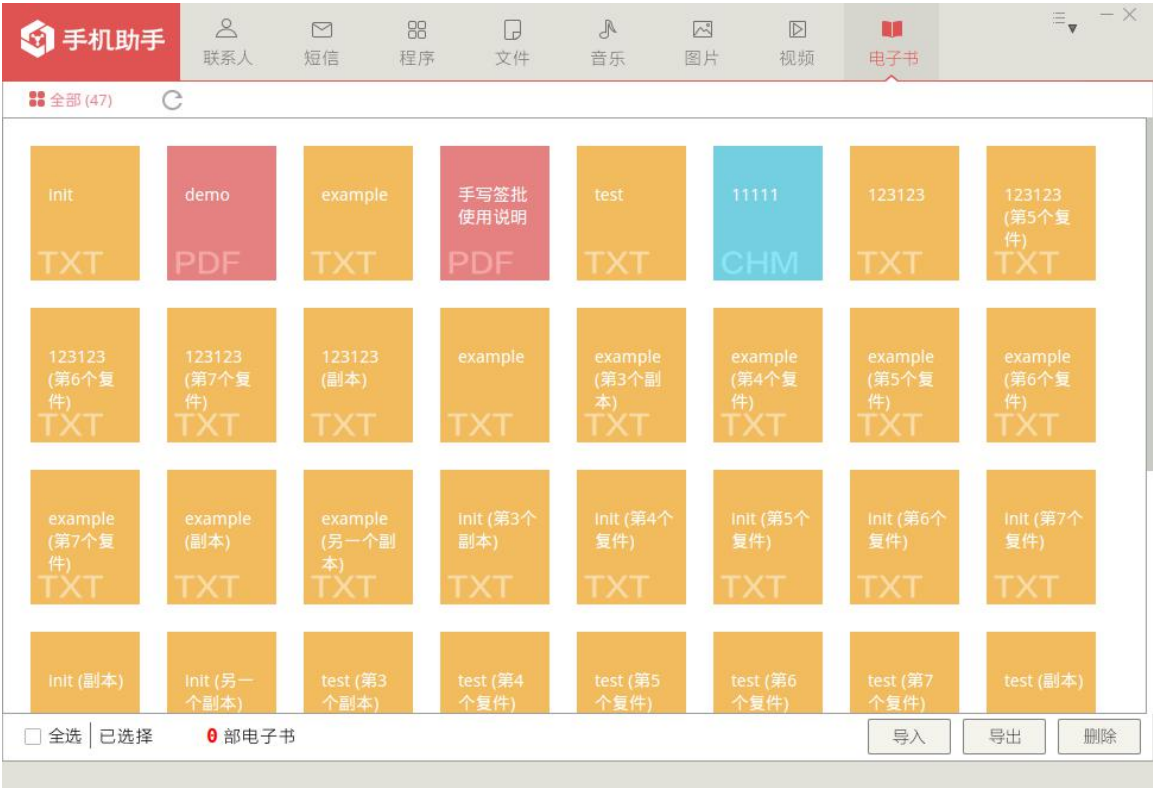 手机助手
联系人
短信
程序
文件
音乐
图片
视频
电子书
全部 (47)
Init
TXT
demo
PDF
example
TXT
手写签批
使用说明
PDF
test
TXT
11111
CHM
123123
TXT
123123
(第5个复
件)
TXT
123123
(第6个复
件)
TXT
123123
(第7个复
件)
TXT
123123
(副本)
TXT
example
TXT
example
(第3个副
本)
TXT
example
(第4个复
件)
TXT
example
(第5个复
件)
TXT
example
(第6个复
件)
TXT
example
(第7个复
件)
TXT
example
(副本)
TXT
example
(另一个副
本)
TXT
Init (第3个
副本)
TXT
Init (第4个
复件)
TXT
Init (第5个
复件)
TXT
Init (第6个
复件)
TXT
Init (第7个
复件)
TXT
Init (副本)
Init (另一
个副本)
test (第3
个副本)
test (第4
个复件)
test (第5
个复件)
test (第6
个复件)
test (第7
个复件)
test (副本)
全选 已选择 0 部电子书
导入
导出
删除